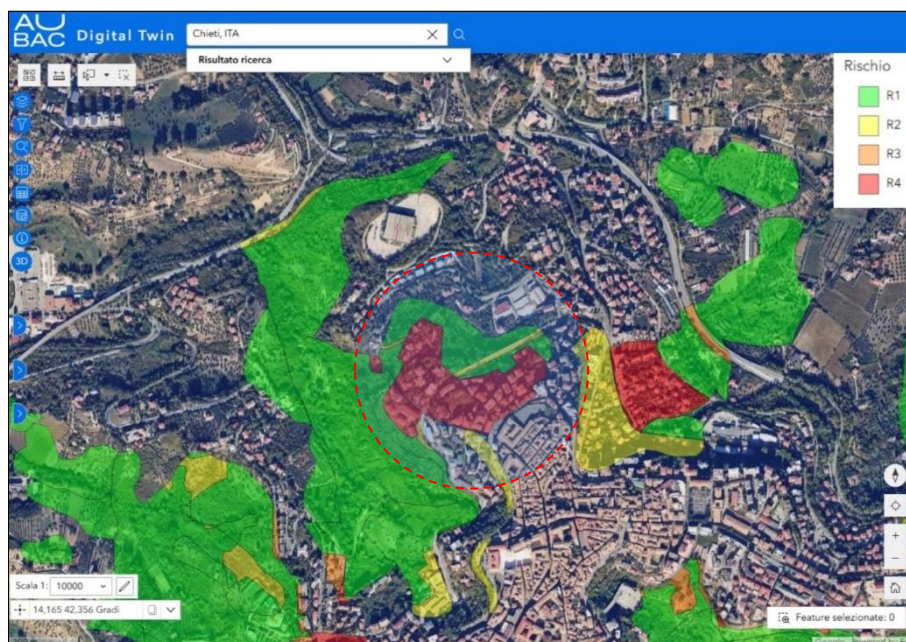 AU
BAC
Digital Twin
Chieti, ITA
Risultato ricerca
Rischio
R1
R2
R3
R4
3D
Scala 1: 10000
14,165 42,356 Gradi
Feature selezionate: 0